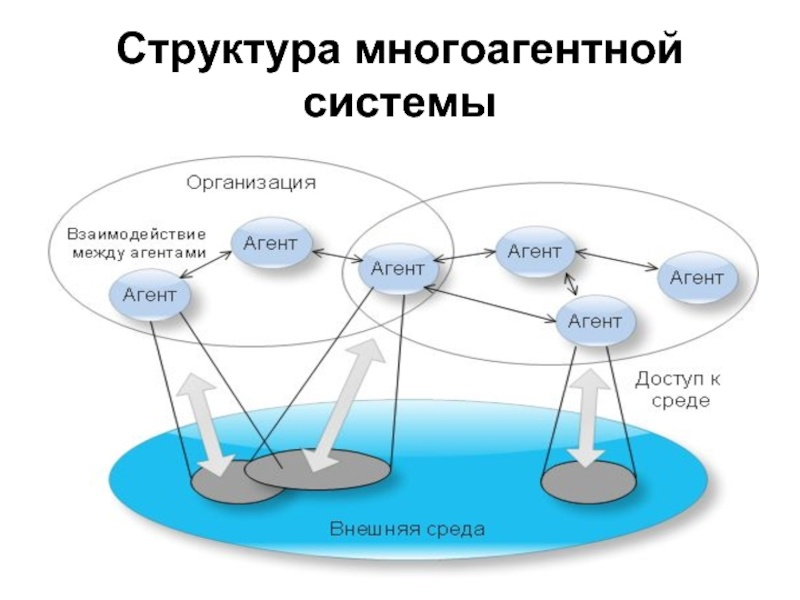 Структура многоагентной
системы
Организация
Взаимодействие
между агентами
Агент
Агент
Агент
Агент
Агент
Агент
Доступ к
среде
Внешняя среда